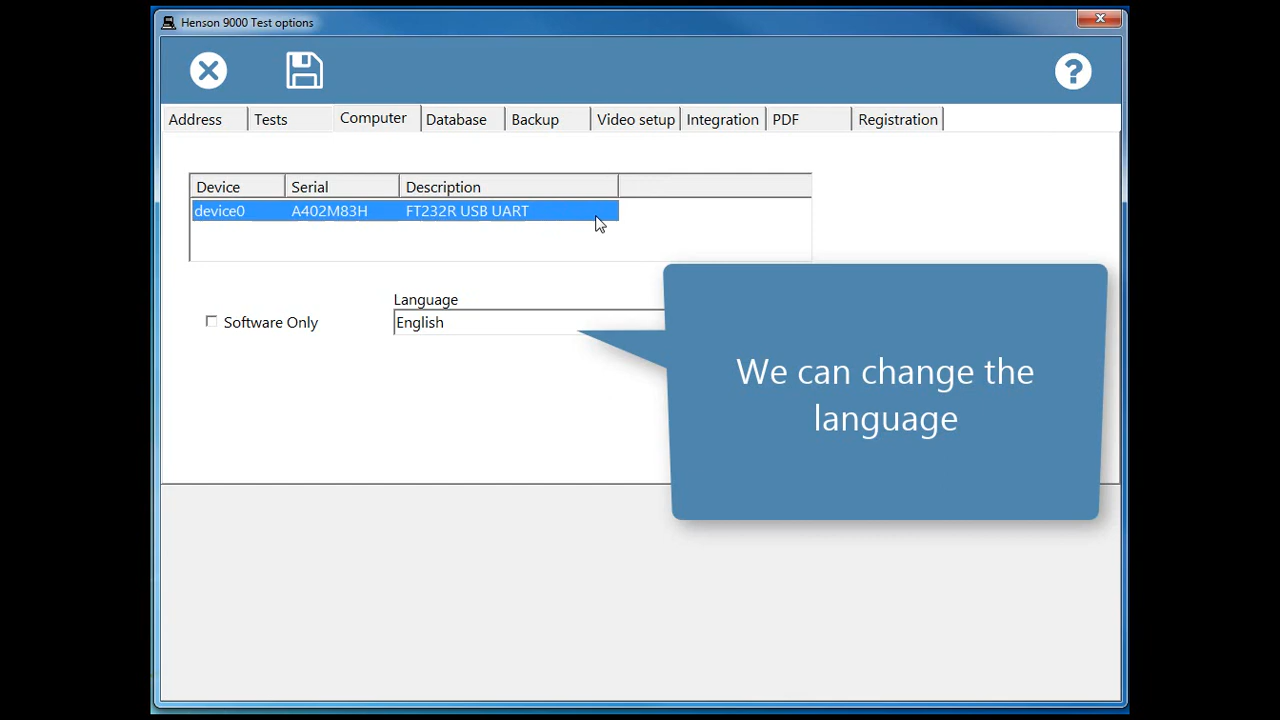 Henson 9000 Test options
Address Tests Computer Database Backup Video setup Integration PDF Registration
Device Serial Description
device0 A402M83H FT232R USB UART
Language
Software Only English
We can change the
language